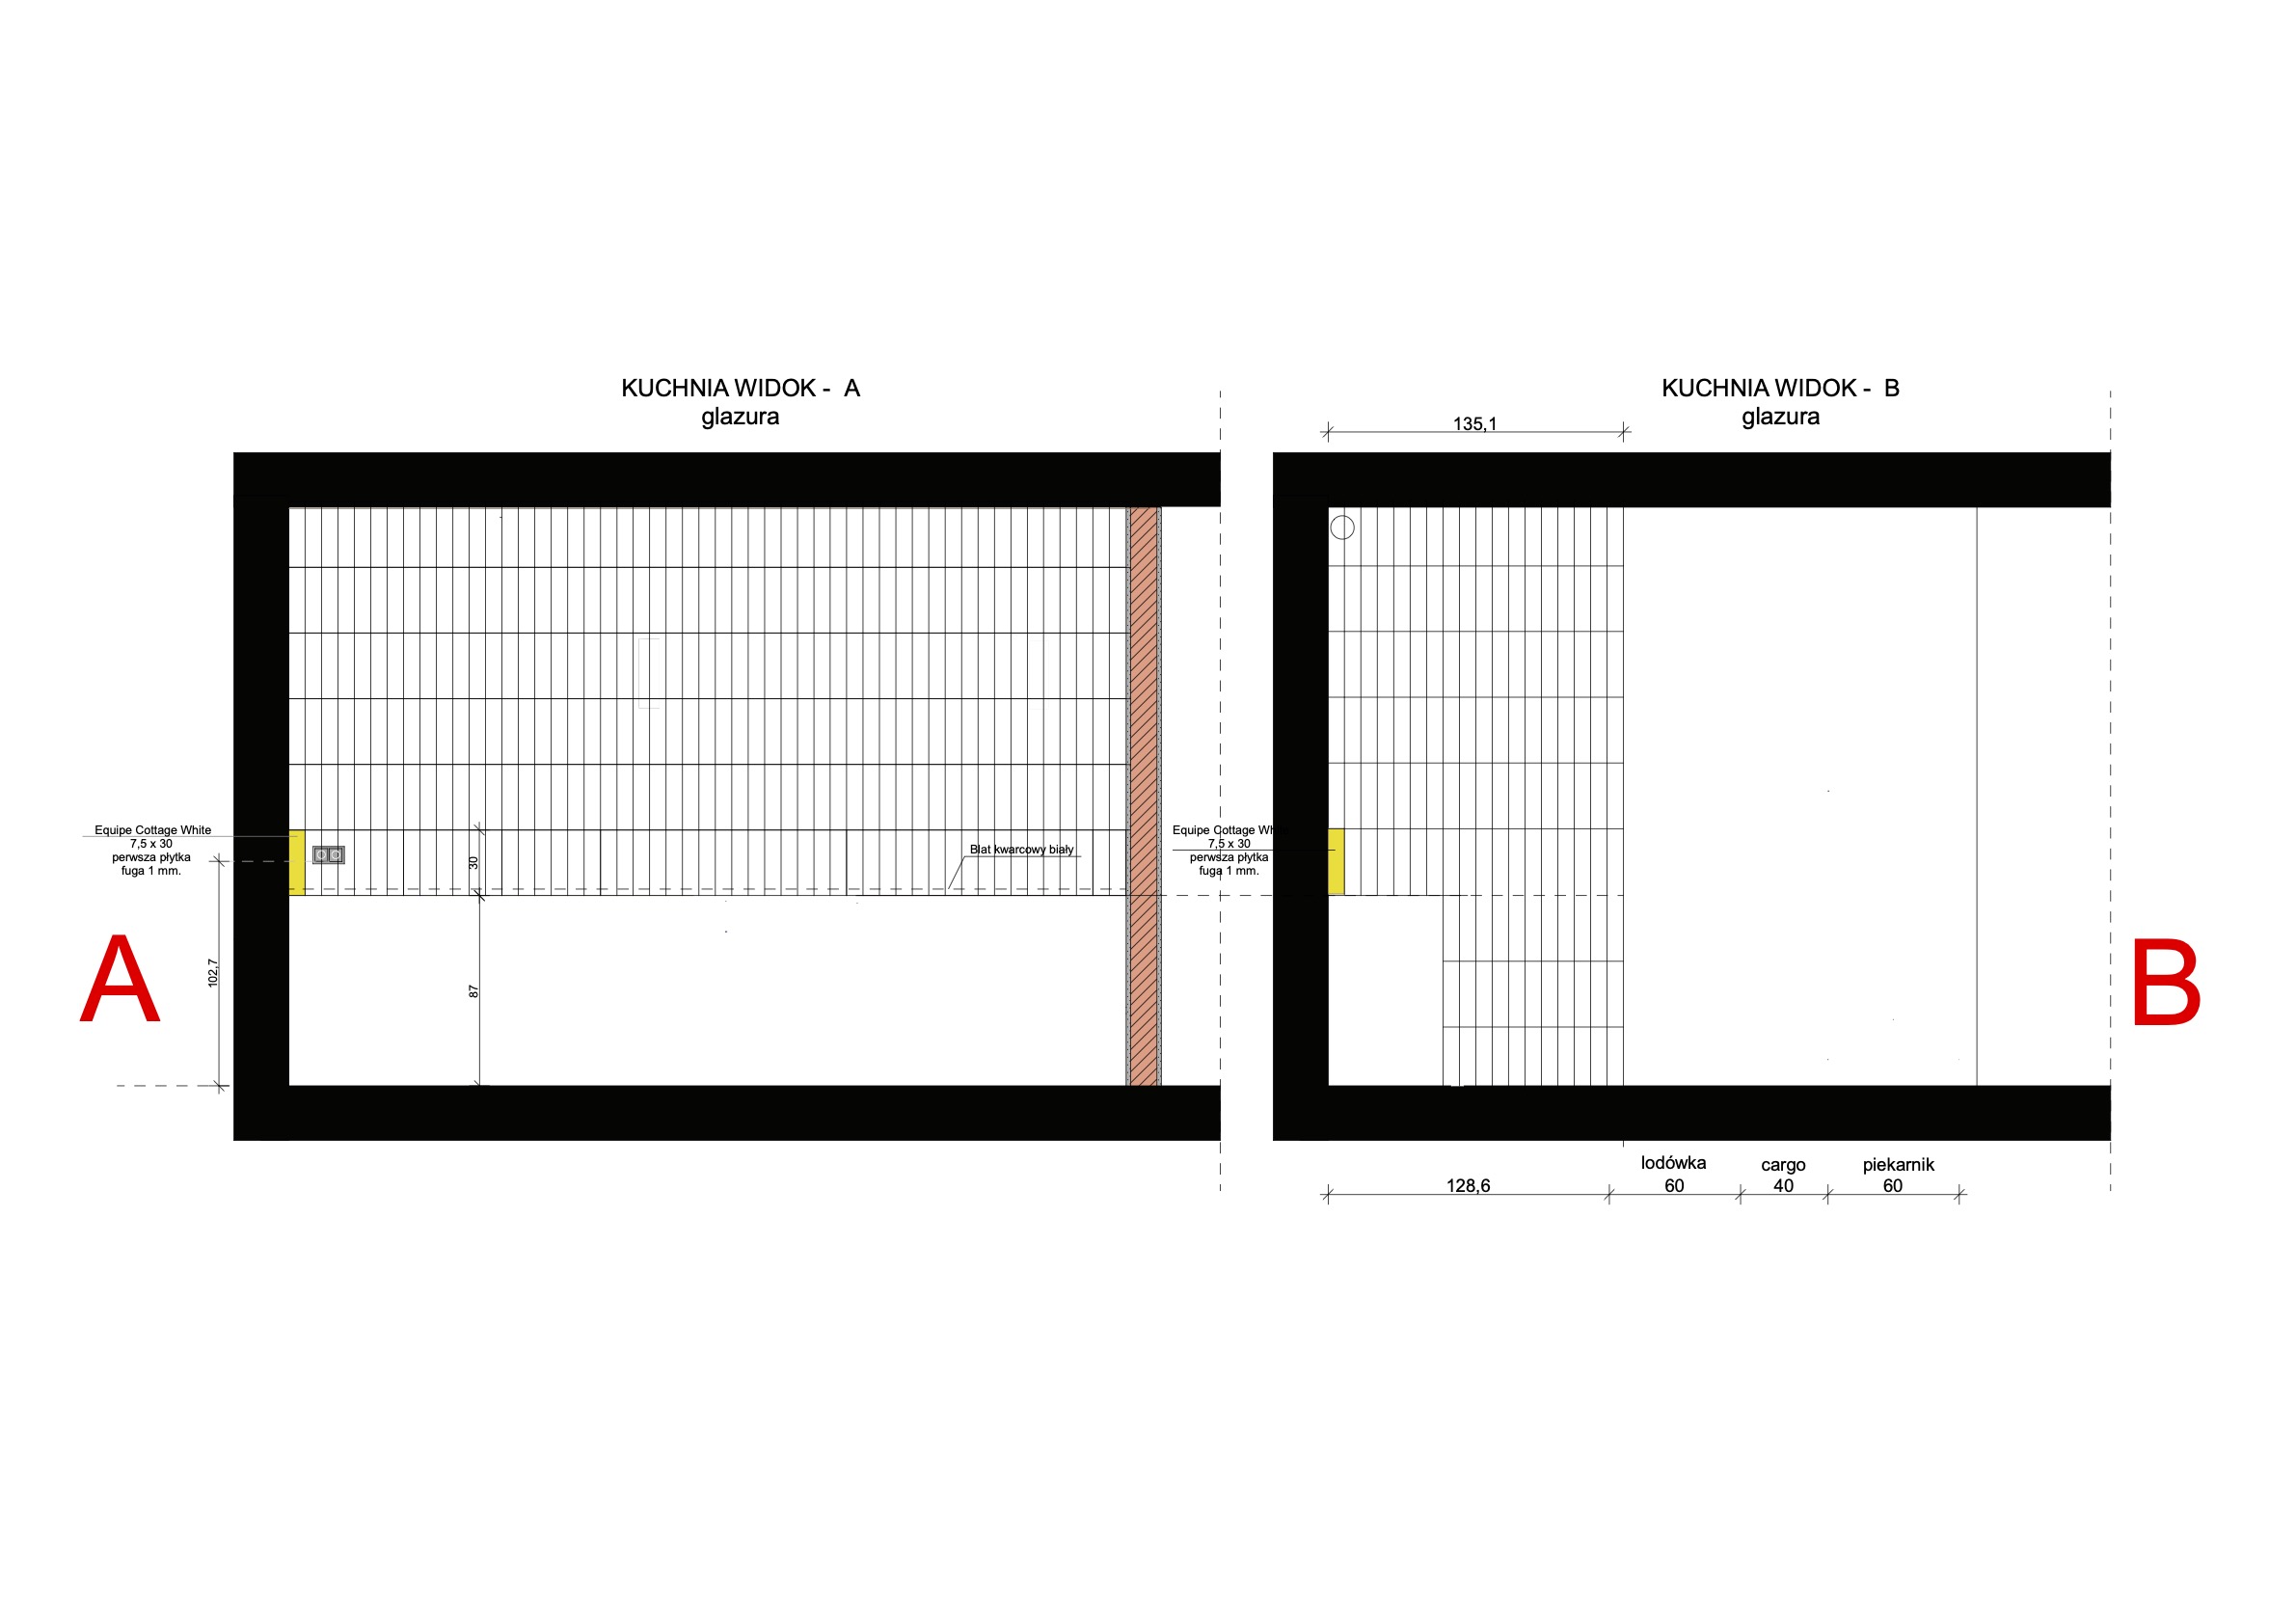 KUCHNIA WIDOK - A
glazura
KUCHNIA WIDOK - B
glazura
135,1
Equipe Cottage White
7,5 x 30
perwsza płytka
fuga 1 mm.
30
Blat kwarcowy biały
Equipe Cottage Wh
7,5 x 30
perwsza płytka
fuga 1 mm.
A
102,7
87
B
lodówka
cargo
piekarnik
128,6
60
40
60